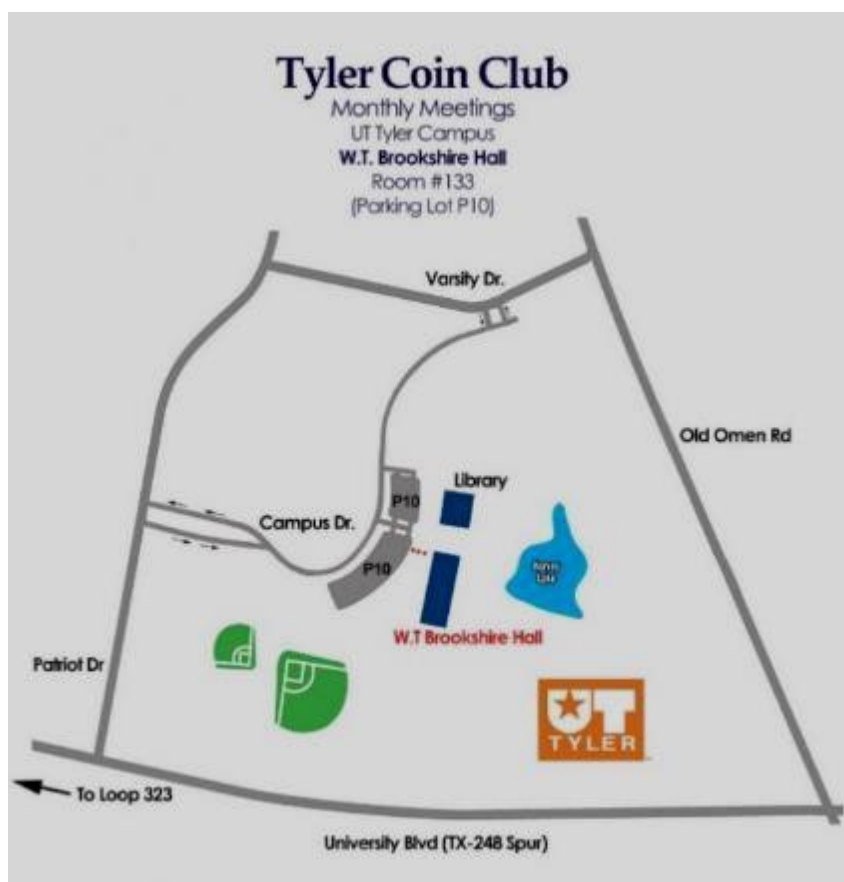 Tyler Coin Club
Monthly Meetings
UT Tyler Campus
W.T. Brookshire Hall
Room #133
(Parking Lot P10)
Varsity Dr.
Old Omen Rd
Library
P10
Campus Dr.
P10
Lake
W.T Brookshire Hall
Patriot Dr
UT
TYLER
To Loop 323
University Blvd (TX-248 Spur)